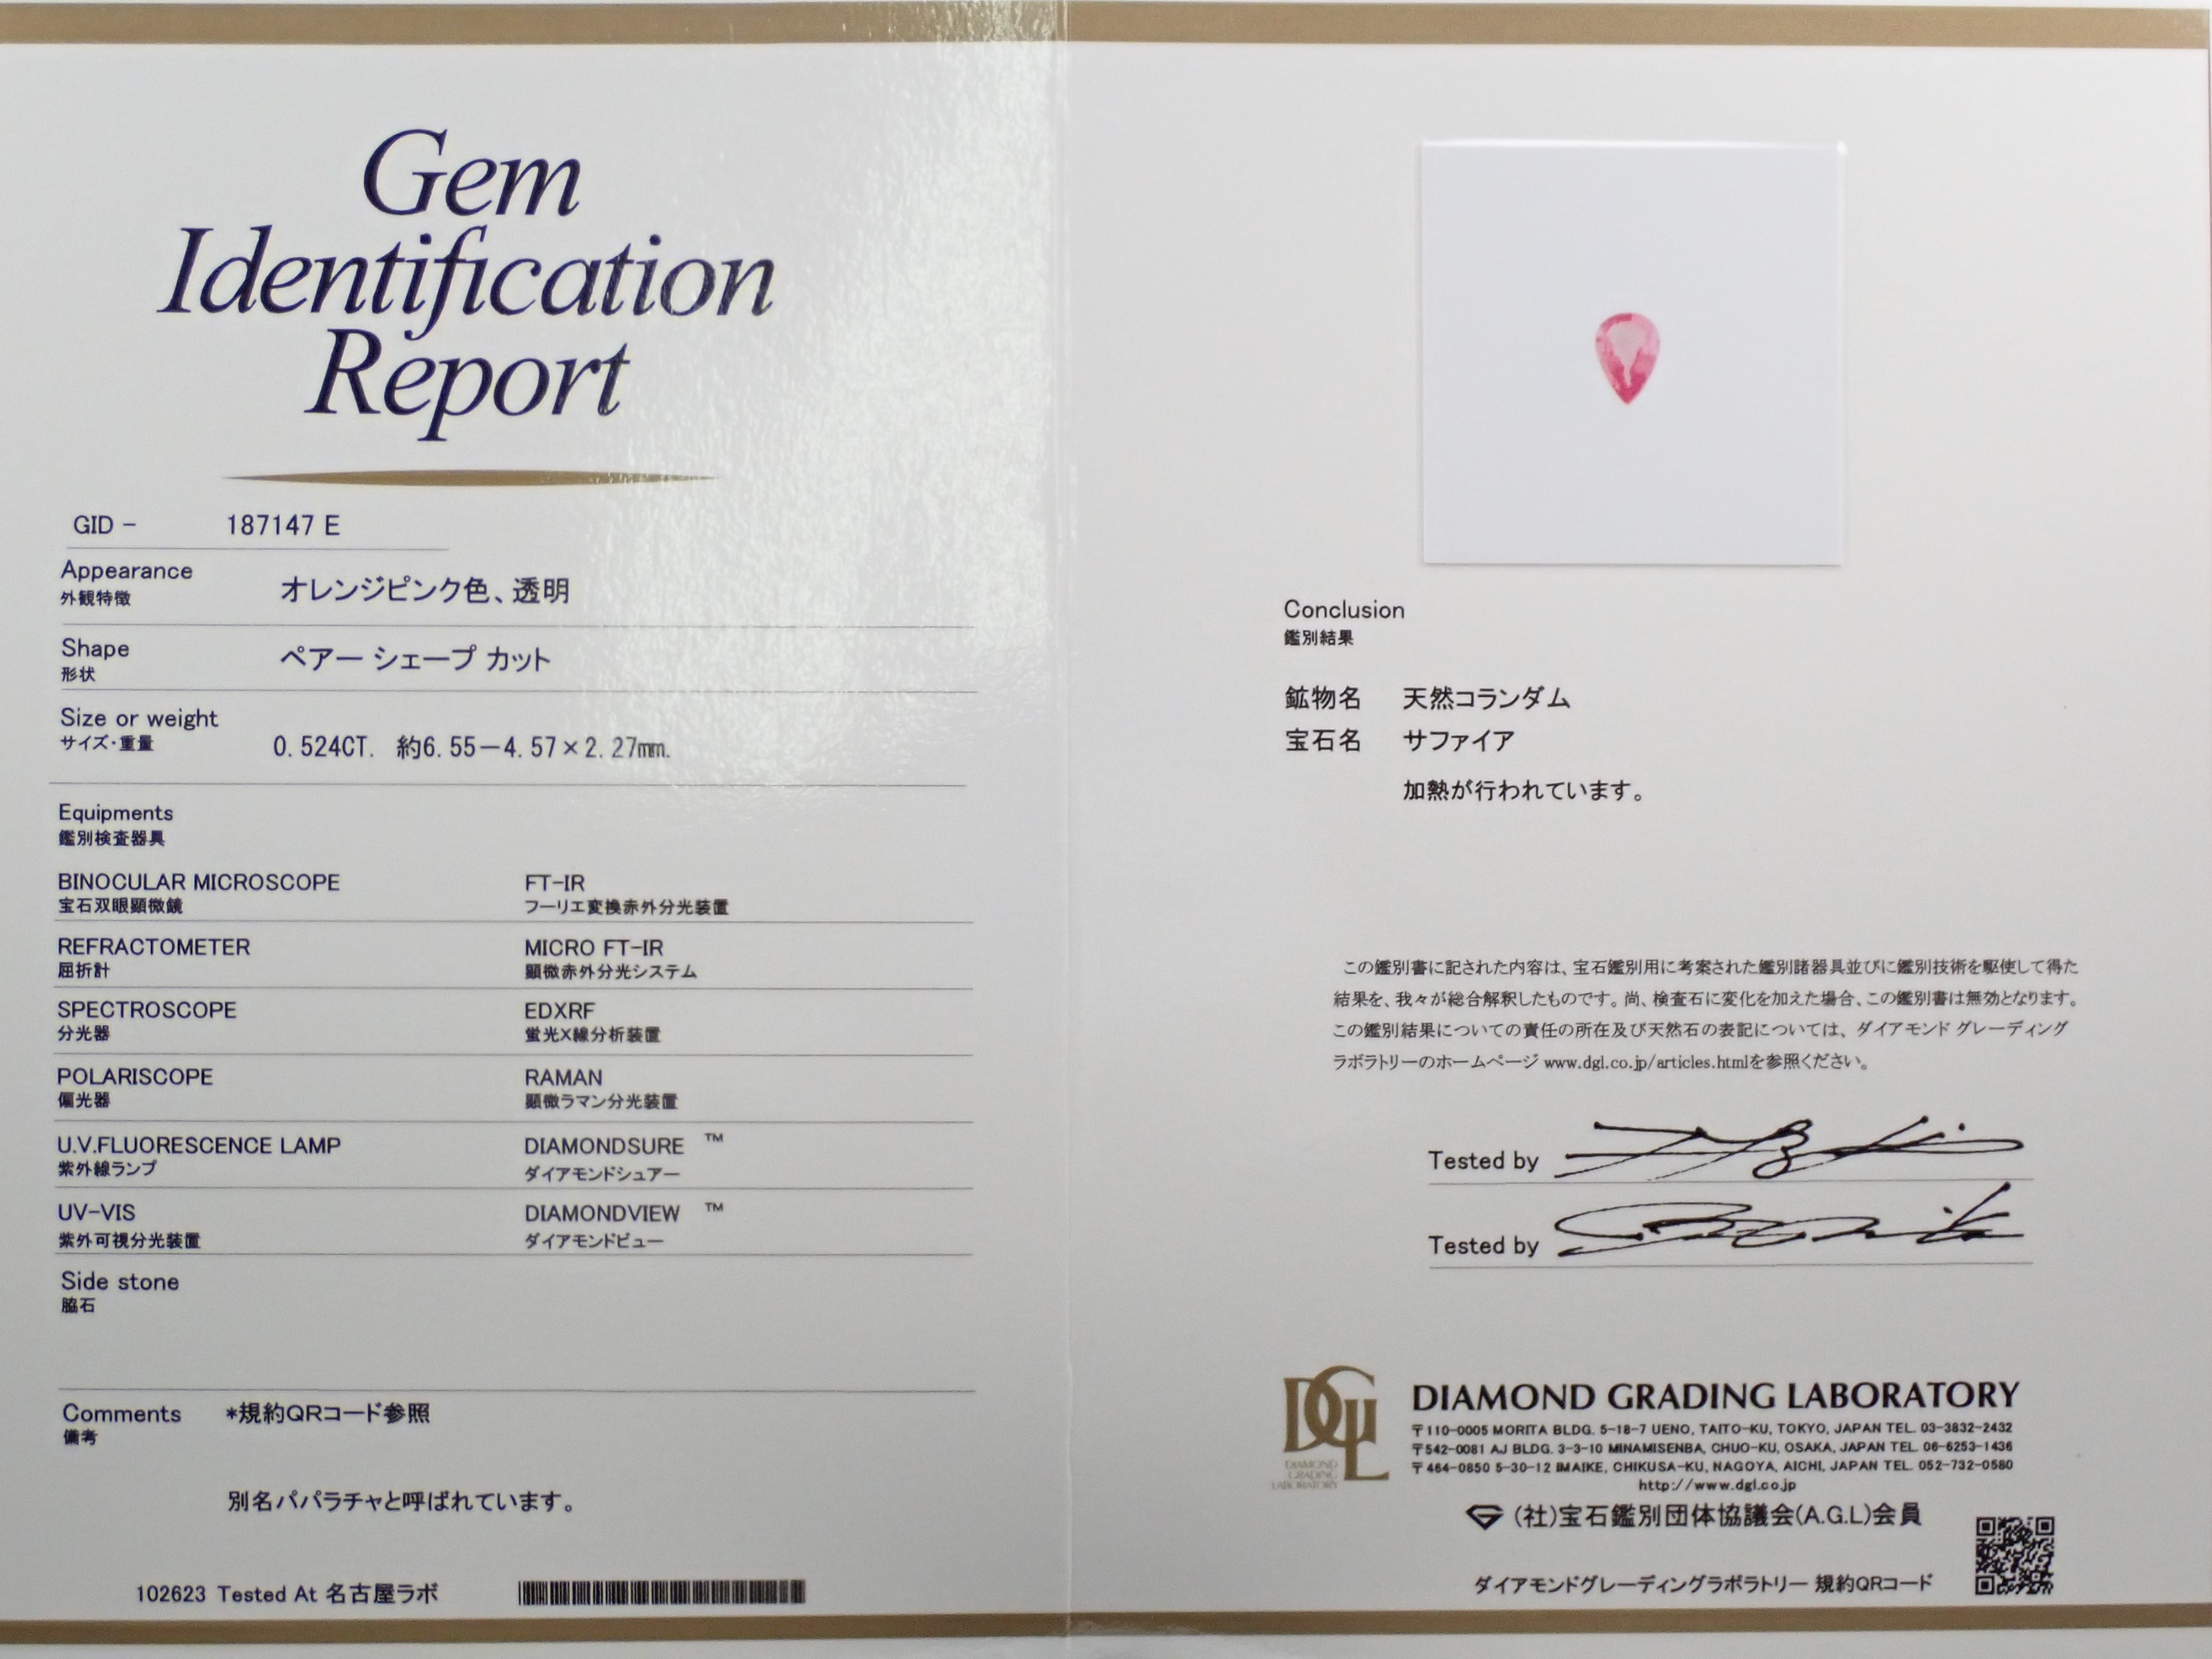 Gem
Identification
Report
GID - 187147 E
Appearance
外観特徴
オレンジピンク色、透明
Shape
形状
ペアー シェープ カット
Size or weight
サイズ・重量
0.524CT. 約6.55－4.57×2.27mm.
Equipments
鑑別検査器具
BINOCULAR MICROSCOPE
宝石双眼顕微鏡
REFRACTOMETER
屈折計
SPECTROSCOPE
分光器
POLARISCOPE
偏光器
U.V.FLUORESCENCE LAMP
紫外線ランプ
UV-VIS
紫外可視分光装置
FT-IR
フーリエ変換赤外分光装置
MICRO FT-IR
顕微赤外分光システム
EDXRF
蛍光X線分析装置
RAMAN
顕微ラマン分光装置
DIAMONDSURE ™
ダイアモンドシュアー
DIAMONDVIEW ™
ダイアモンドビュー
Side stone
脇石
Comments
備考
*規約QRコード参照
別名パパラチャと呼ばれています。
102623 Tested At 名古屋ラボ
Conclusion
鑑別結果
鉱物名 天然コランダム
宝石名 サファイア
加熱が行われています。
この鑑別書に記された内容は、宝石鑑別用に考案された鑑別諸器具並びに鑑別技術を駆使して得た
結果を、我々が総合解釈したものです。尚、検査石に変化を加えた場合、この鑑別書は無効となります。
この鑑別結果についての責任の所在及び天然石の表記については、ダイアモンド グレーディング
ラボラトリーのホームページ www.dgl.co.jp/articles.htmlを参照ください。
Tested by
Tested by
DGL
DIAMOND
GRADING
LABORATORY
DIAMOND GRADING LABORATORY
〒110-0005 MORITA BLDG. 5-18-7 UENO, TAITO-KU, TOKYO, JAPAN TEL. 03-3832-2432
〒542-0081 AJ BLDG. 3-3-10 MINAMISENBA, CHUO-KU, OSAKA, JAPAN TEL. 06-6253-1436
〒464-0850 5-30-12 IMAIKE, CHIKUSA-KU, NAGOYA, AICHI, JAPAN TEL. 052-732-0580
http://www.dgl.co.jp
(社)宝石鑑別団体協議会(A.G.L)会員
ダイアモンドグレーディングラボラトリー 規約QRコード